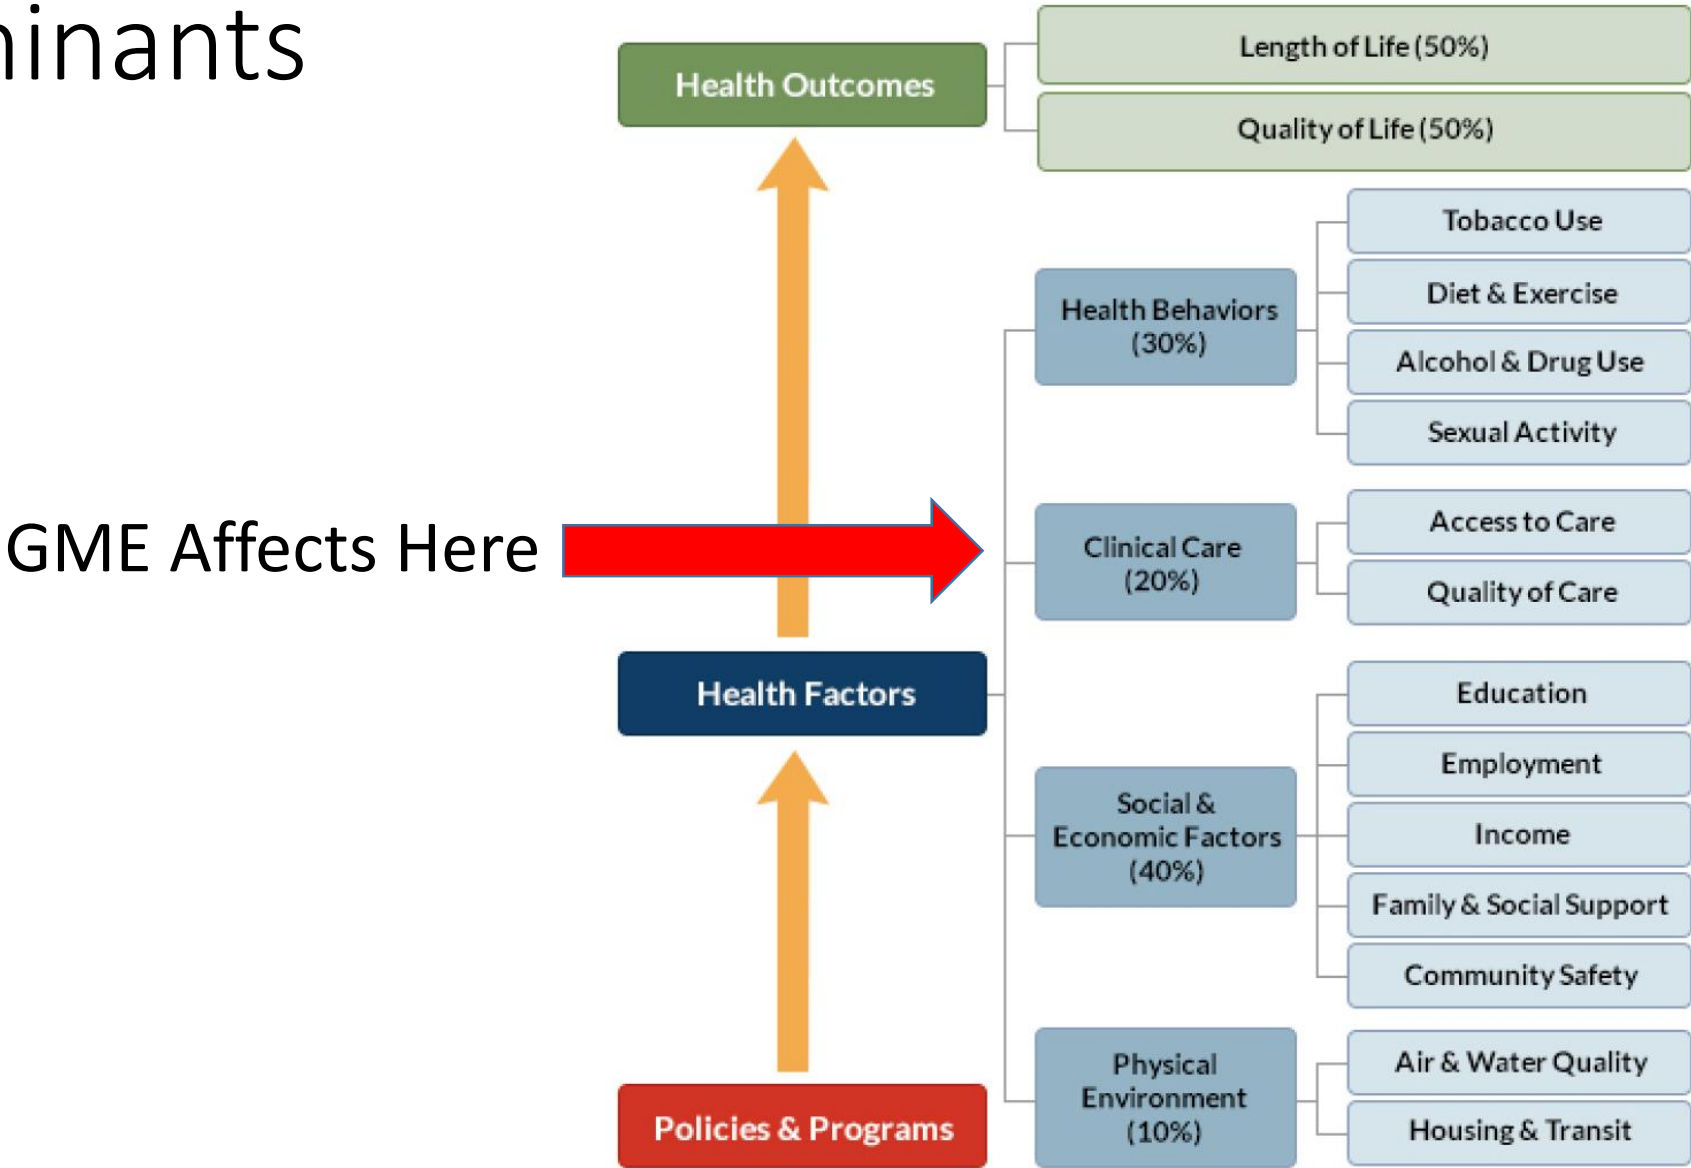 Health Outcomes
Length of Life (50%)
Quality of Life (50%)
Tobacco Use
Health Behaviors
(30%)
Diet & Exercise
Alcohol & Drug Use
Sexual Activity
GME Affects Here
Clinical Care
(20%)
Access to Care
Quality of Care
Health Factors
Social &
Economic Factors
(40%)
Education
Employment
Income
Family & Social Support
Community Safety
Policies & Programs
Physical
Environment
(10%)
Air & Water Quality
Housing & Transit